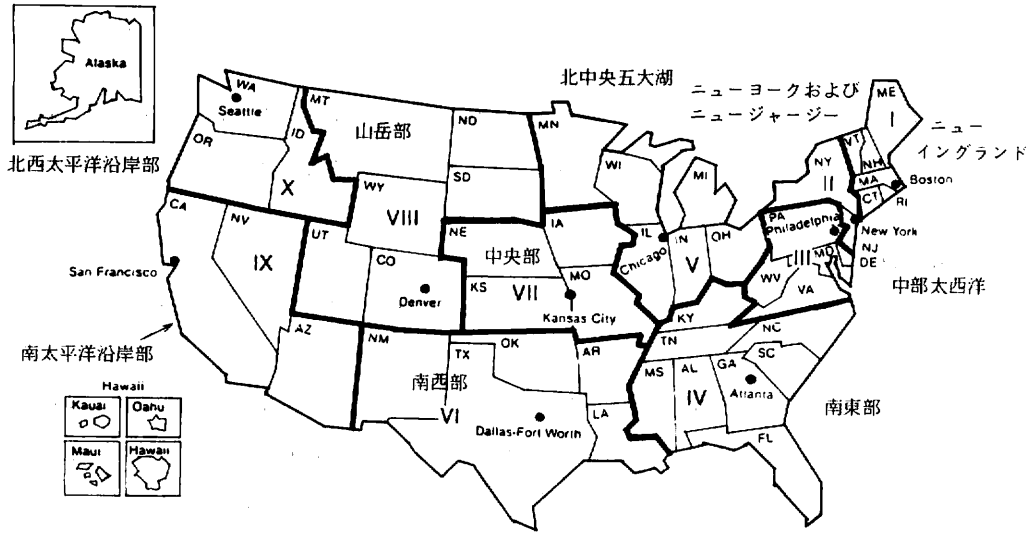 Alaska
北西太平洋沿岸部
WA
Seattle
OR
ID
X
MT
山岳部
ND
SD
WY
VIII
MN
北中央五大湖
WI
MI
ニューヨークおよび
ニュージャージー
ME
I
ニュー
イングランド
VT
NH
NY
II
MA
Boston
CT
RI
CA
NV
IX
San Francisco
UT
CO
Denver
NE
中央部
IA
KS
VII
MO
Kansas City
IL
Chicago
IN
V
OH
PA
Philadelphia
New York
NJ
DE
III
MD
WV
VA
中部太西洋
KY
南太平洋沿岸部
AZ
NM
TX
OK
南西部
VI
Dallas-Fort Worth
AR
LA
TN
NC
SC
MS
AL
GA
IV
Atlanta
南東部
FL
Hawaii
Kauai
Oahu
Maui
Hawaii